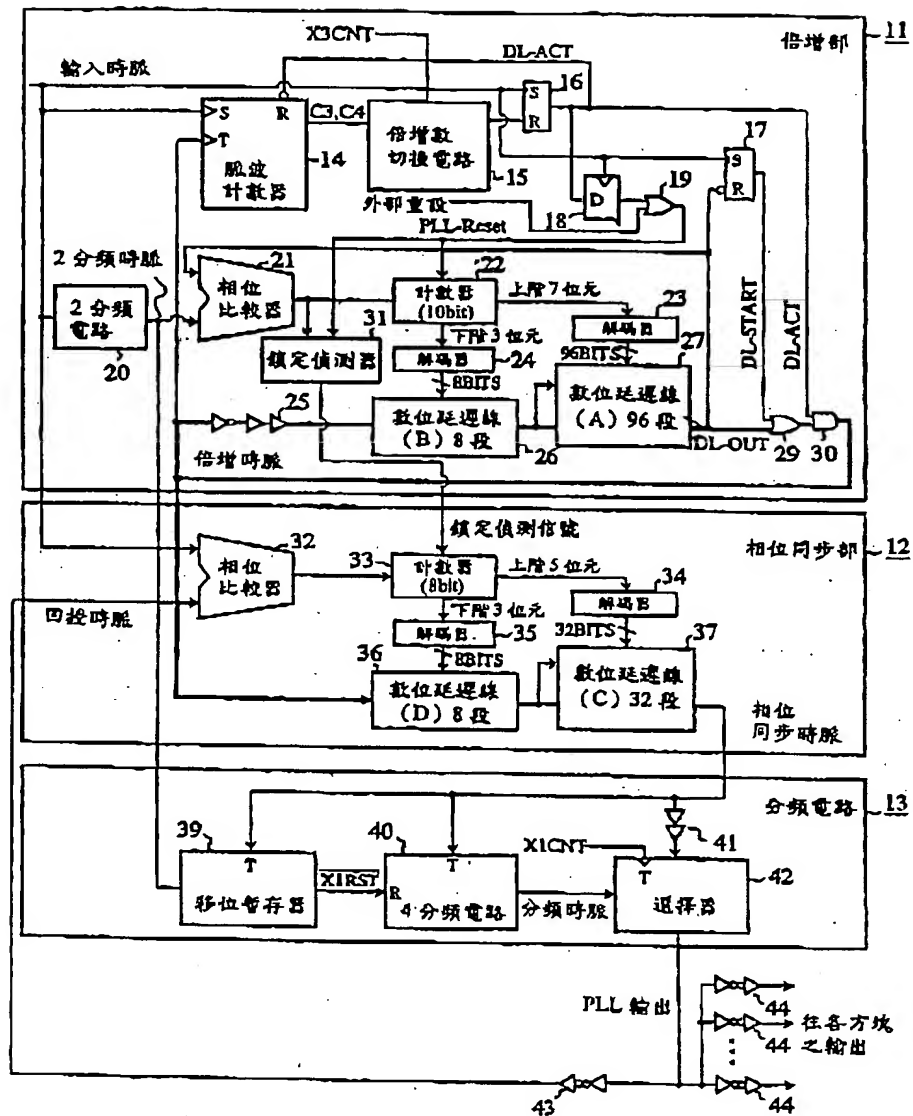 X3CNT
DL-ACT
倍增部
11
輸入時脈
16
S
R
C3, C4
S
R
T
脈波
計數器
14
倍增數
切換電路
15
17
S
R
外部重設
D
18
19
PLL-Reset
2分頻時脈
21
相位
比較器
22
計數器
(10bit)
上階7位元
23
解碼器
DL-START
DL-ACT
2分頻
電路
20
31
鎖定偵測器
下階3位元
解碼器
24
96BITS
27
8BITS
25
數位延遲線
(B) 8段
26
數位延遲線
(A) 96段
DL-OUT
29
30
倍增時脈
鎖定偵測信號
相位同步部
12
32
相位
比較器
33
計數器
(8bit)
上階5位元
34
解碼器
回授時脈
下階3位元
解碼器
35
32BITS
37
36
8BITS
數位延遲線
(D) 8段
數位延遲線
(C) 32段
相位
同步時脈
分頻電路
13
39
T
移位暫存器
X1RST
40
T
R
4分頻電路
分頻時脈
X1CNT
41
T
選擇器
42
PLL輸出
44
44
往各方塊
之輸出
43
44